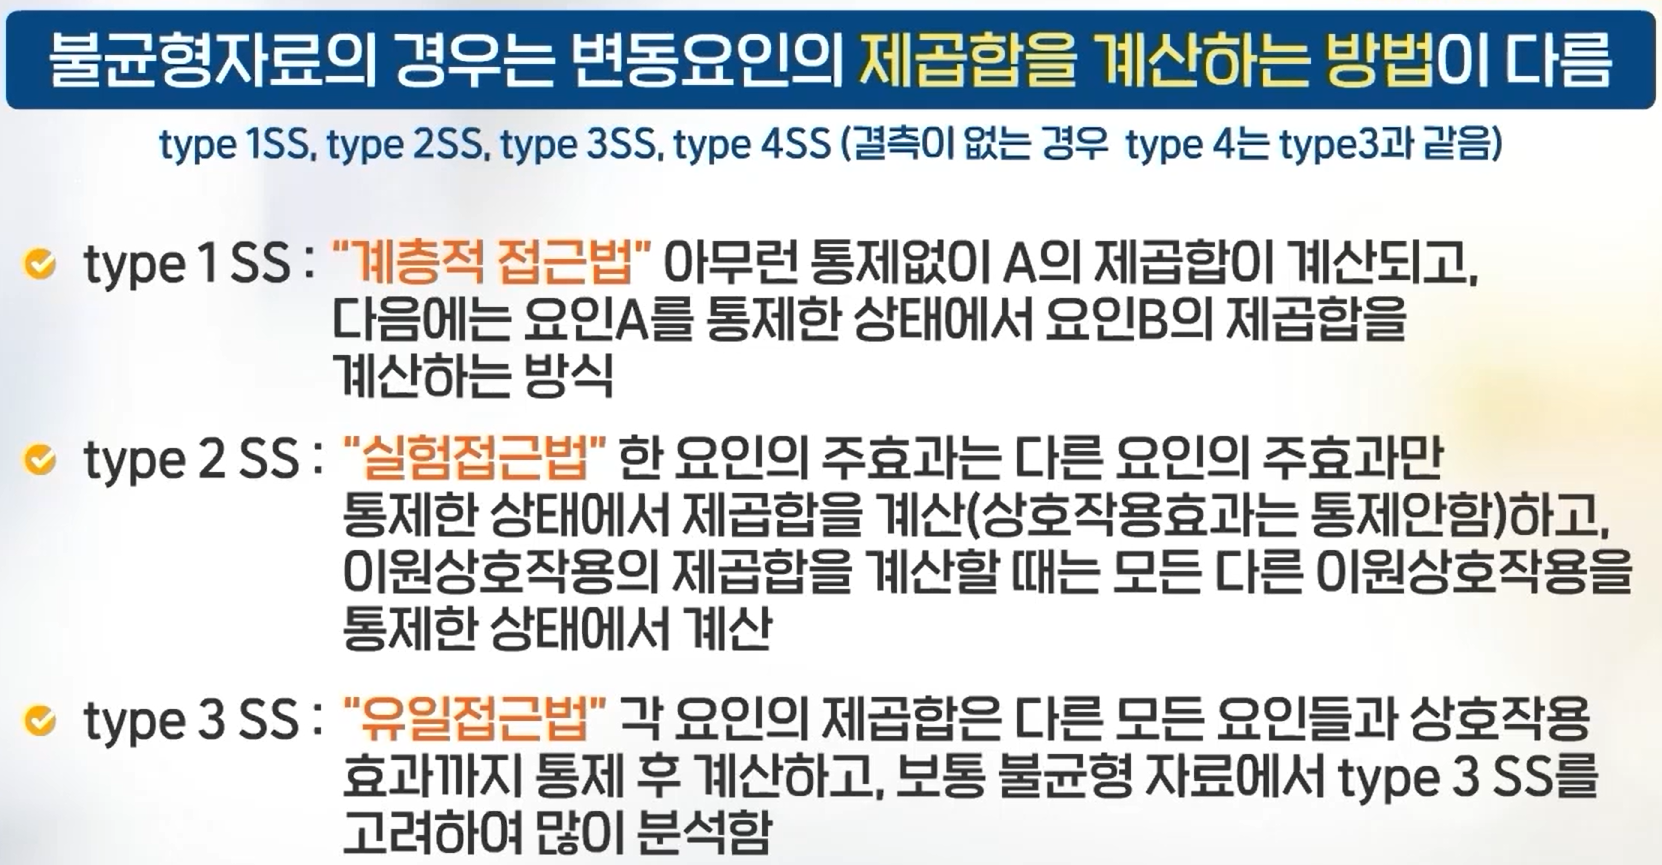 불균형자료의 경우는 변동요인의 제곱합을 계산하는 방법이 다름
type 1SS, type 2SS, type 3SS, type 4SS (결측이 없는 경우 type 4는 type3과 같음)
type 1 SS : "계층적 접근법" 아무런 통제없이 A의 제곱합이 계산되고,
다음에는 요인A를 통제한 상태에서 요인B의 제곱합을
계산하는 방식
type 2 SS : "실험접근법" 한 요인의 주효과는 다른 요인의 주효과만
통제한 상태에서 제곱합을 계산(상호작용효과는 통제안함)하고,
이원상호작용의 제곱합을 계산할 때는 모든 다른 이원상호작용을
통제한 상태에서 계산
type 3 SS : "유일접근법" 각 요인의 제곱합은 다른 모든 요인들과 상호작용
효과까지 통제 후 계산하고, 보통 불균형 자료에서 type 3 SS를
고려하여 많이 분석함